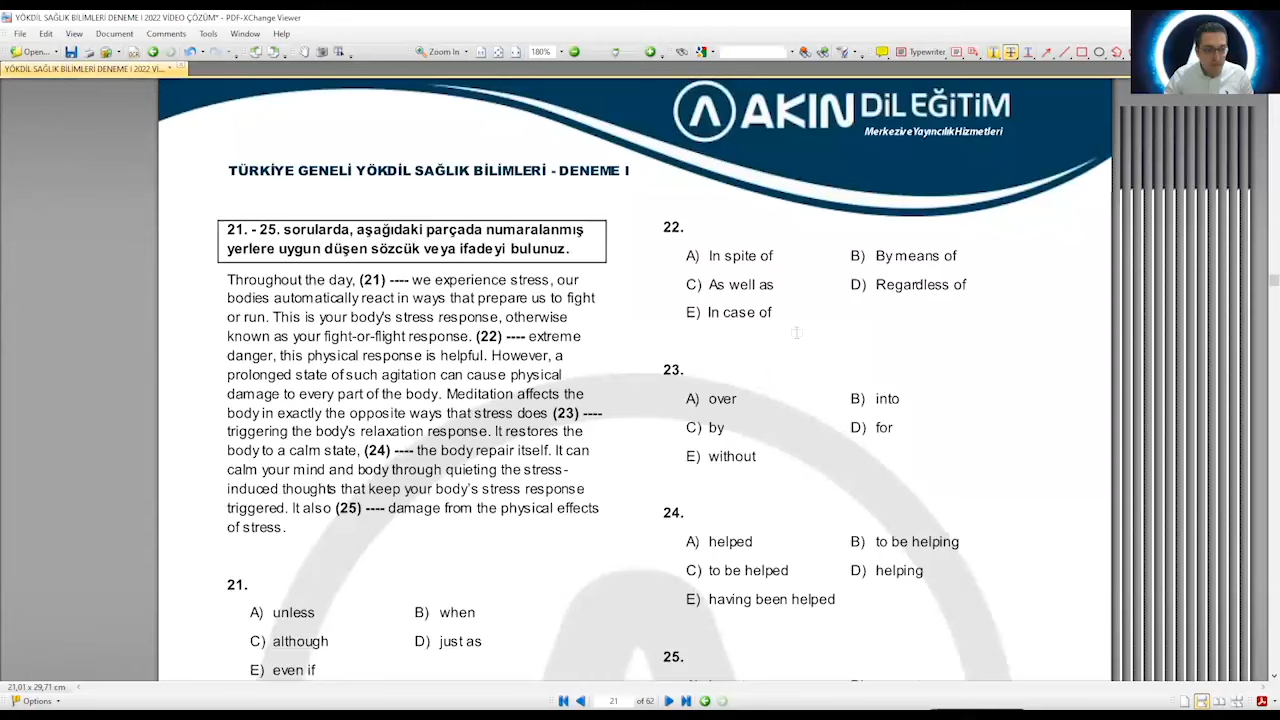 YÖKDİL SAĞLIK BİLİMLERİ DENEME I 2022 VİDEO ÇÖZÜM* - PDF-XChange Viewer
File Edit View Document Comments Tools Window Help
Open... Zoom In 180% Typewriter
YÖKDİL SAĞLIK BİLİMLERİ DENEME I 2022 Vİ... *
AKIN DİL EĞİTİM
Merkezi ve Yayıncılık Hizmetleri
TÜRKİYE GENELİ YÖKDİL SAĞLIK BİLİMLERİ - DENEME I
21. - 25. sorularda, aşağıdaki parçada numaralanmış
yerlere uygun düşen sözcük veya ifadeyi bulunuz.
Throughout the day, (21) ---- we experience stress, our
bodies automatically react in ways that prepare us to fight
or run. This is your body's stress response, otherwise
known as your fight-or-flight response. (22) ---- extreme
danger, this physical response is helpful. However, a
prolonged state of such agitation can cause physical
damage to every part of the body. Meditation affects the
body in exactly the opposite ways that stress does (23) ----
triggering the body's relaxation response. It restores the
body to a calm state, (24) ---- the body repair itself. It can
calm your mind and body through quieting the stress-
induced thoughts that keep your body's stress response
triggered. It also (25) ---- damage from the physical effects
of stress.
21.
A) unless B) when
C) although D) just as
E) even if
22.
A) In spite of B) By means of
C) As well as D) Regardless of
E) In case of
23.
A) over B) into
C) by D) for
E) without
24.
A) helped B) to be helping
C) to be helped D) helping
E) having been helped
25.
21,01 x 29,71 cm
Options 21 of 62